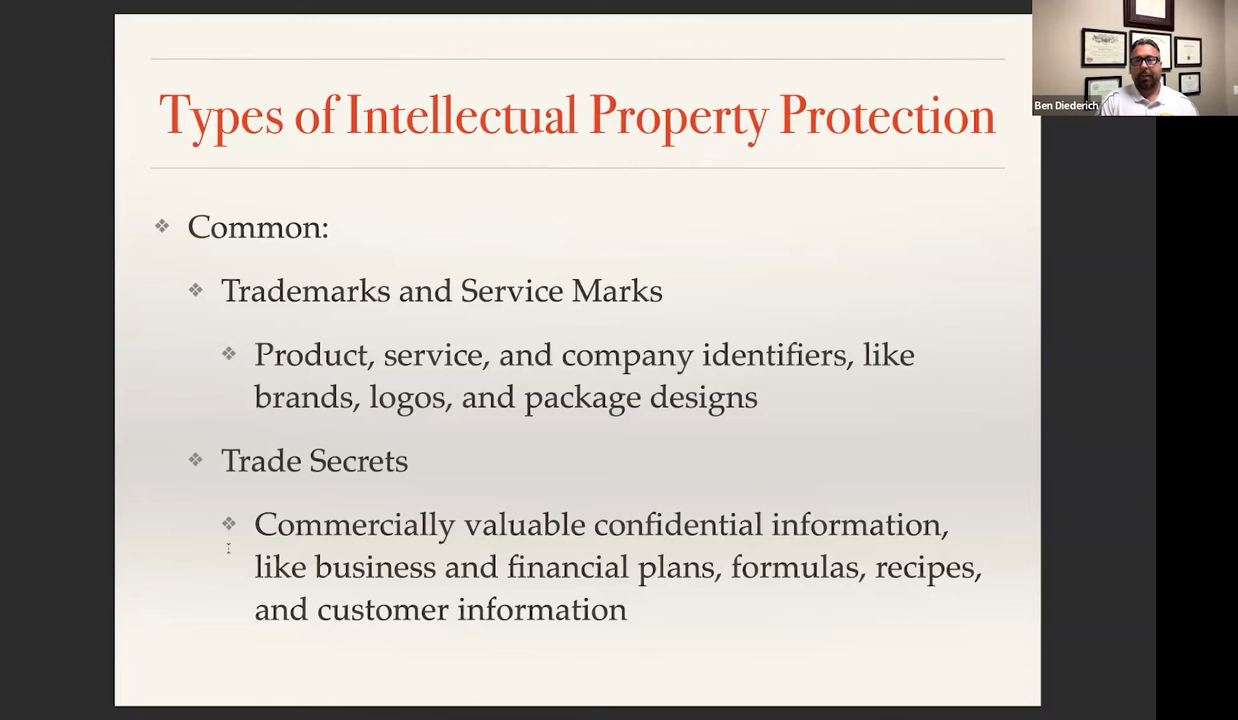 Types of Intellectual Property Protection
Ben Diederich
Common:
Trademarks and Service Marks
Product, service, and company identifiers, like
brands, logos, and package designs
Trade Secrets
Commercially valuable confidential information,
like business and financial plans, formulas, recipes,
and customer information